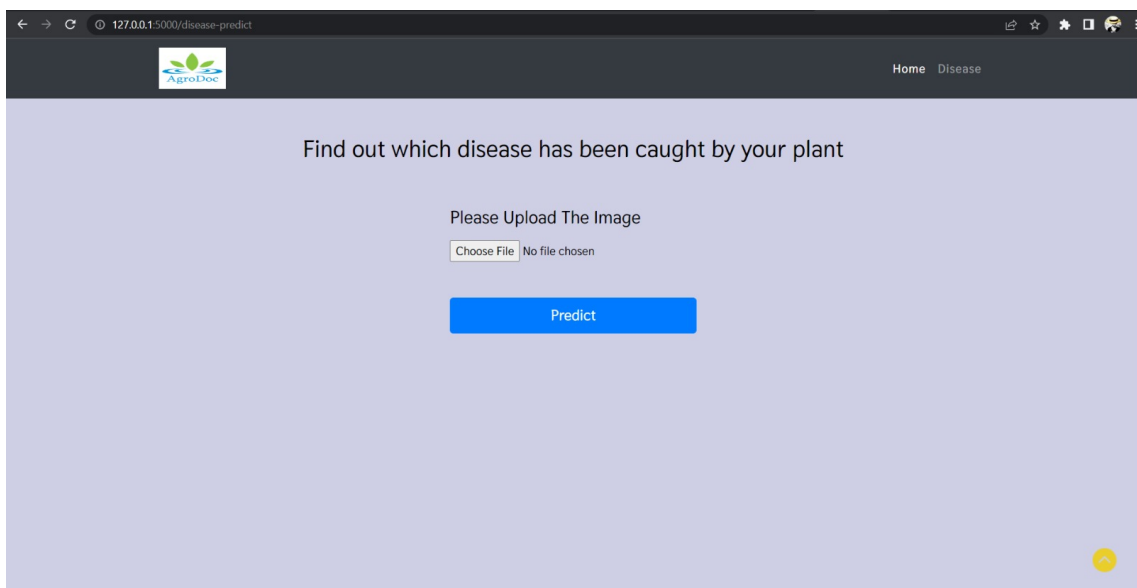 127.0.0.1:5000/disease-predict
AgroDoc
Home Disease
Find out which disease has been caught by your plant
Please Upload The Image
Choose File No file chosen
Predict